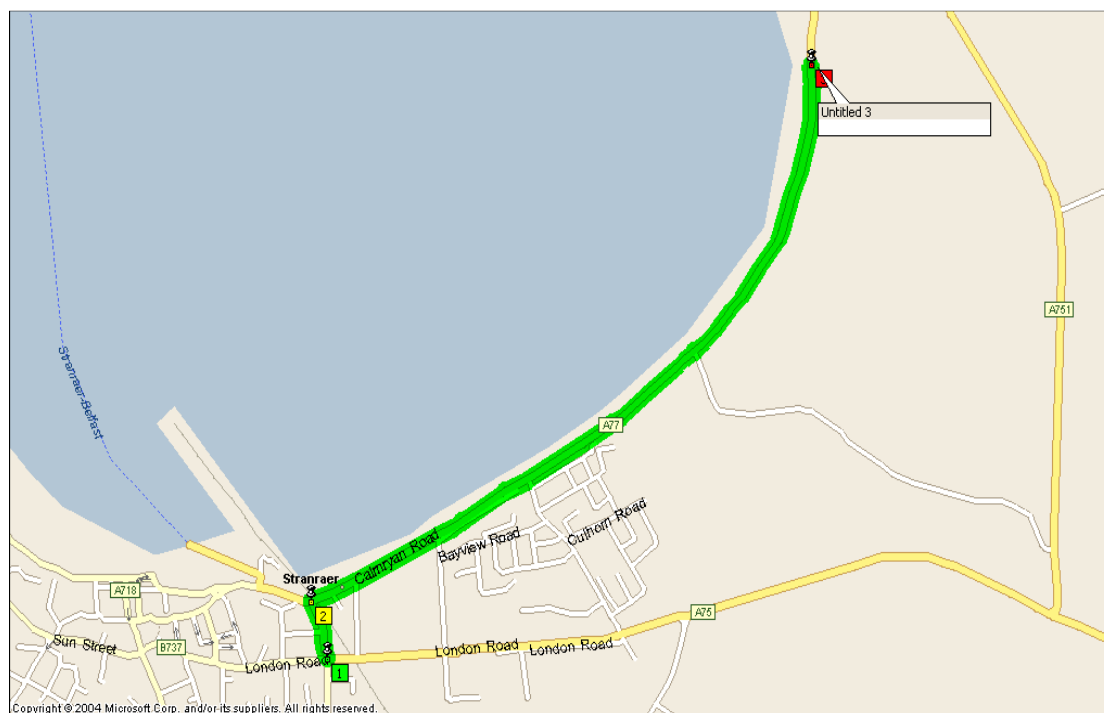 Untitled 3
A751
Stranraer-Belfast
A77
Culhorn Road
Bayview Road
Cairnryan Road
Stranraer
A718
2
A75
Sun Street
B737
London Road
London Road
London Road
1
Copyright © 2004 Microsoft Corp. and/or its suppliers. All rights reserved.